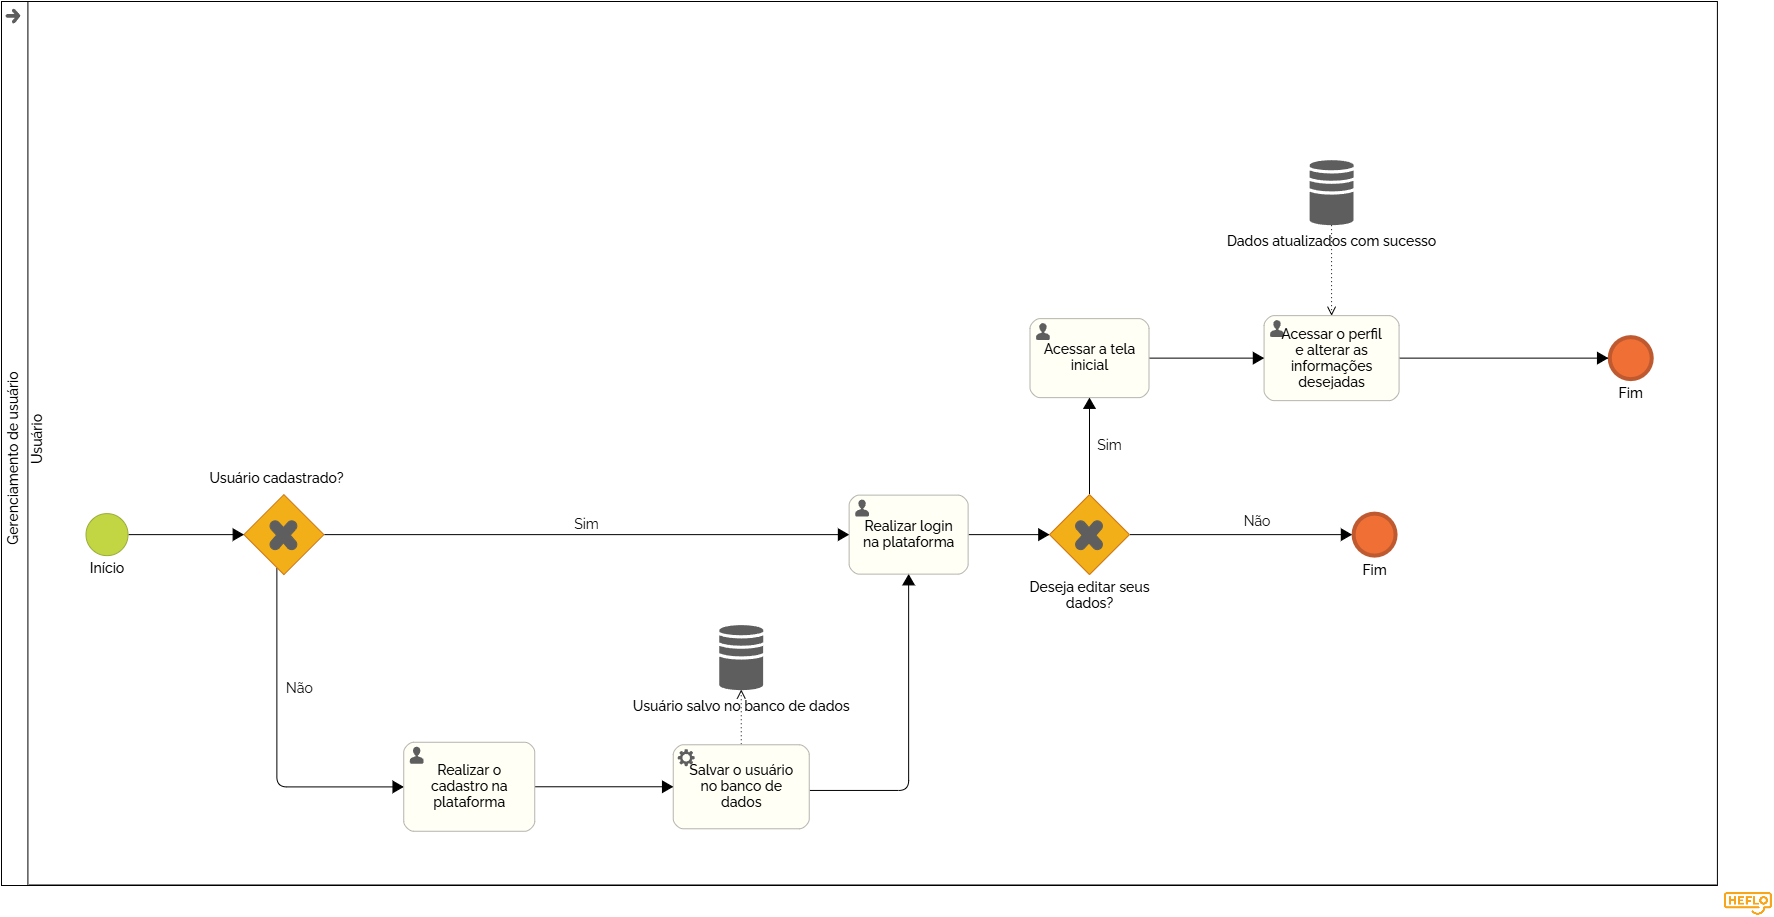 Gerenciamento de usuário
Usuário
Início
Usuário cadastrado?
Sim
Não
Realizar o
cadastro na
plataforma
Salvar o usuário
no banco de
dados
Usuário salvo no banco de dados
Realizar login
na plataforma
Deseja editar seus
dados?
Sim
Não
Fim
Acessar a tela
inicial
Acessar o perfil
e alterar as
informações
desejadas
Dados atualizados com sucesso
Fim
HEFLO